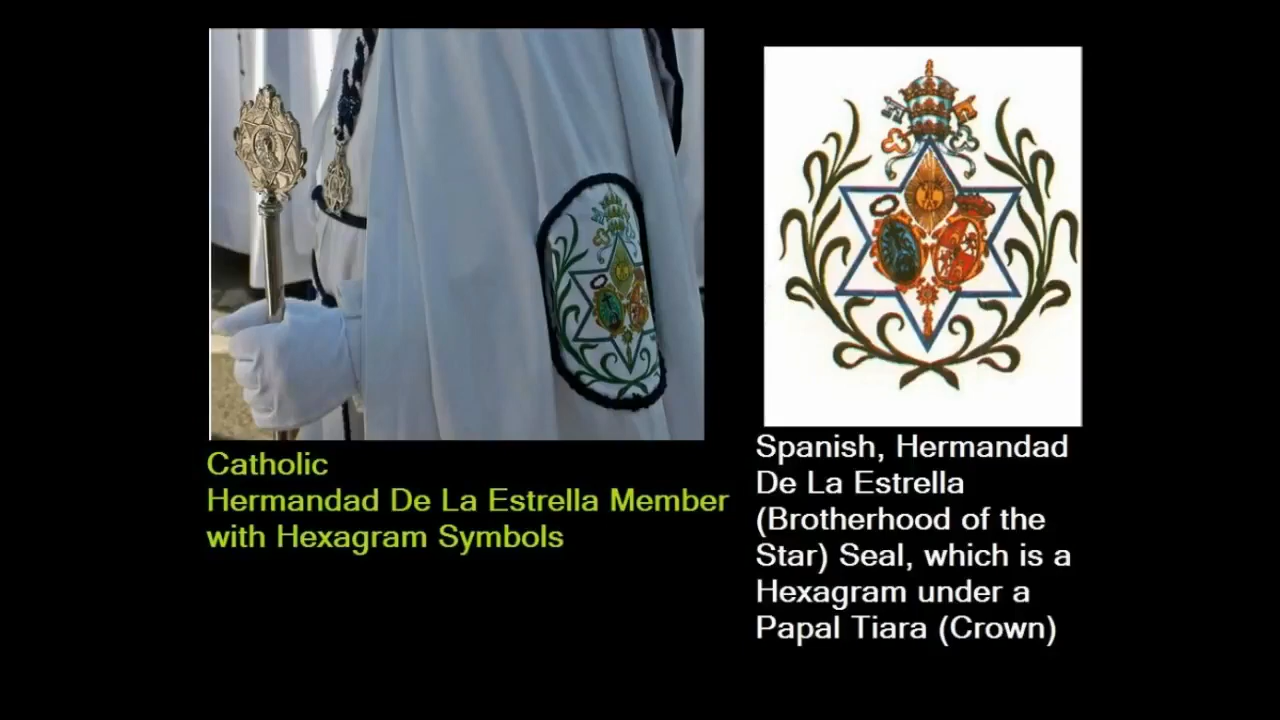 Catholic
Hermandad De La Estrella Member
with Hexagram Symbols
Spanish, Hermandad
De La Estrella
(Brotherhood of the
Star) Seal, which is a
Hexagram under a
Papal Tiara (Crown)